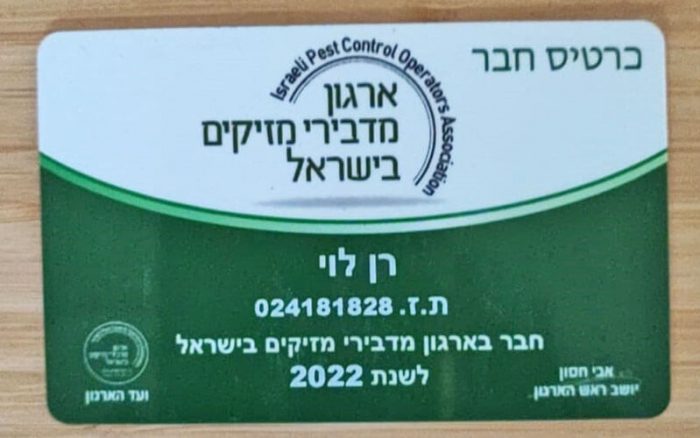 כרטיס חבר
Israeli Pest Control Operators Association
ארגון
מדבירי מזיקים
בישראל
רן לוי
ת.ז. 024181828
חבר בארגון מדבירי מזיקים בישראל
לשנת 2022
אבי חסון
יושב ראש הארגון
ועד הארגון